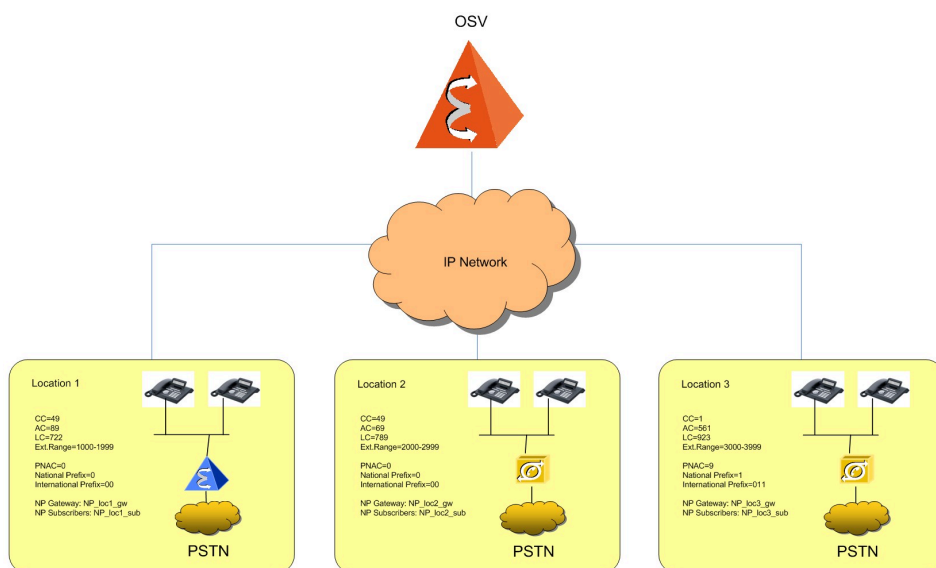 OSV
IP Network
Location 1
CC=49
AC=89
LC=722
Ext.Range=1000-1999
PNAC=0
National Prefix=0
International Prefix=00
NP Gateway: NP_loc1_gw
NP Subscribers: NP_loc1_sub
PSTN
Location 2
CC=49
AC=69
LC=789
Ext.Range=2000-2999
PNAC=0
National Prefix=0
International Prefix=00
NP Gateway: NP_loc2_gw
NP Subscribers: NP_loc2_sub
PSTN
Location 3
CC=1
AC=561
LC=923
Ext.Range=3000-3999
PNAC=9
National Prefix=1
International Prefix=011
NP Gateway: NP_loc3_gw
NP Subscribers: NP_loc3_sub
PSTN